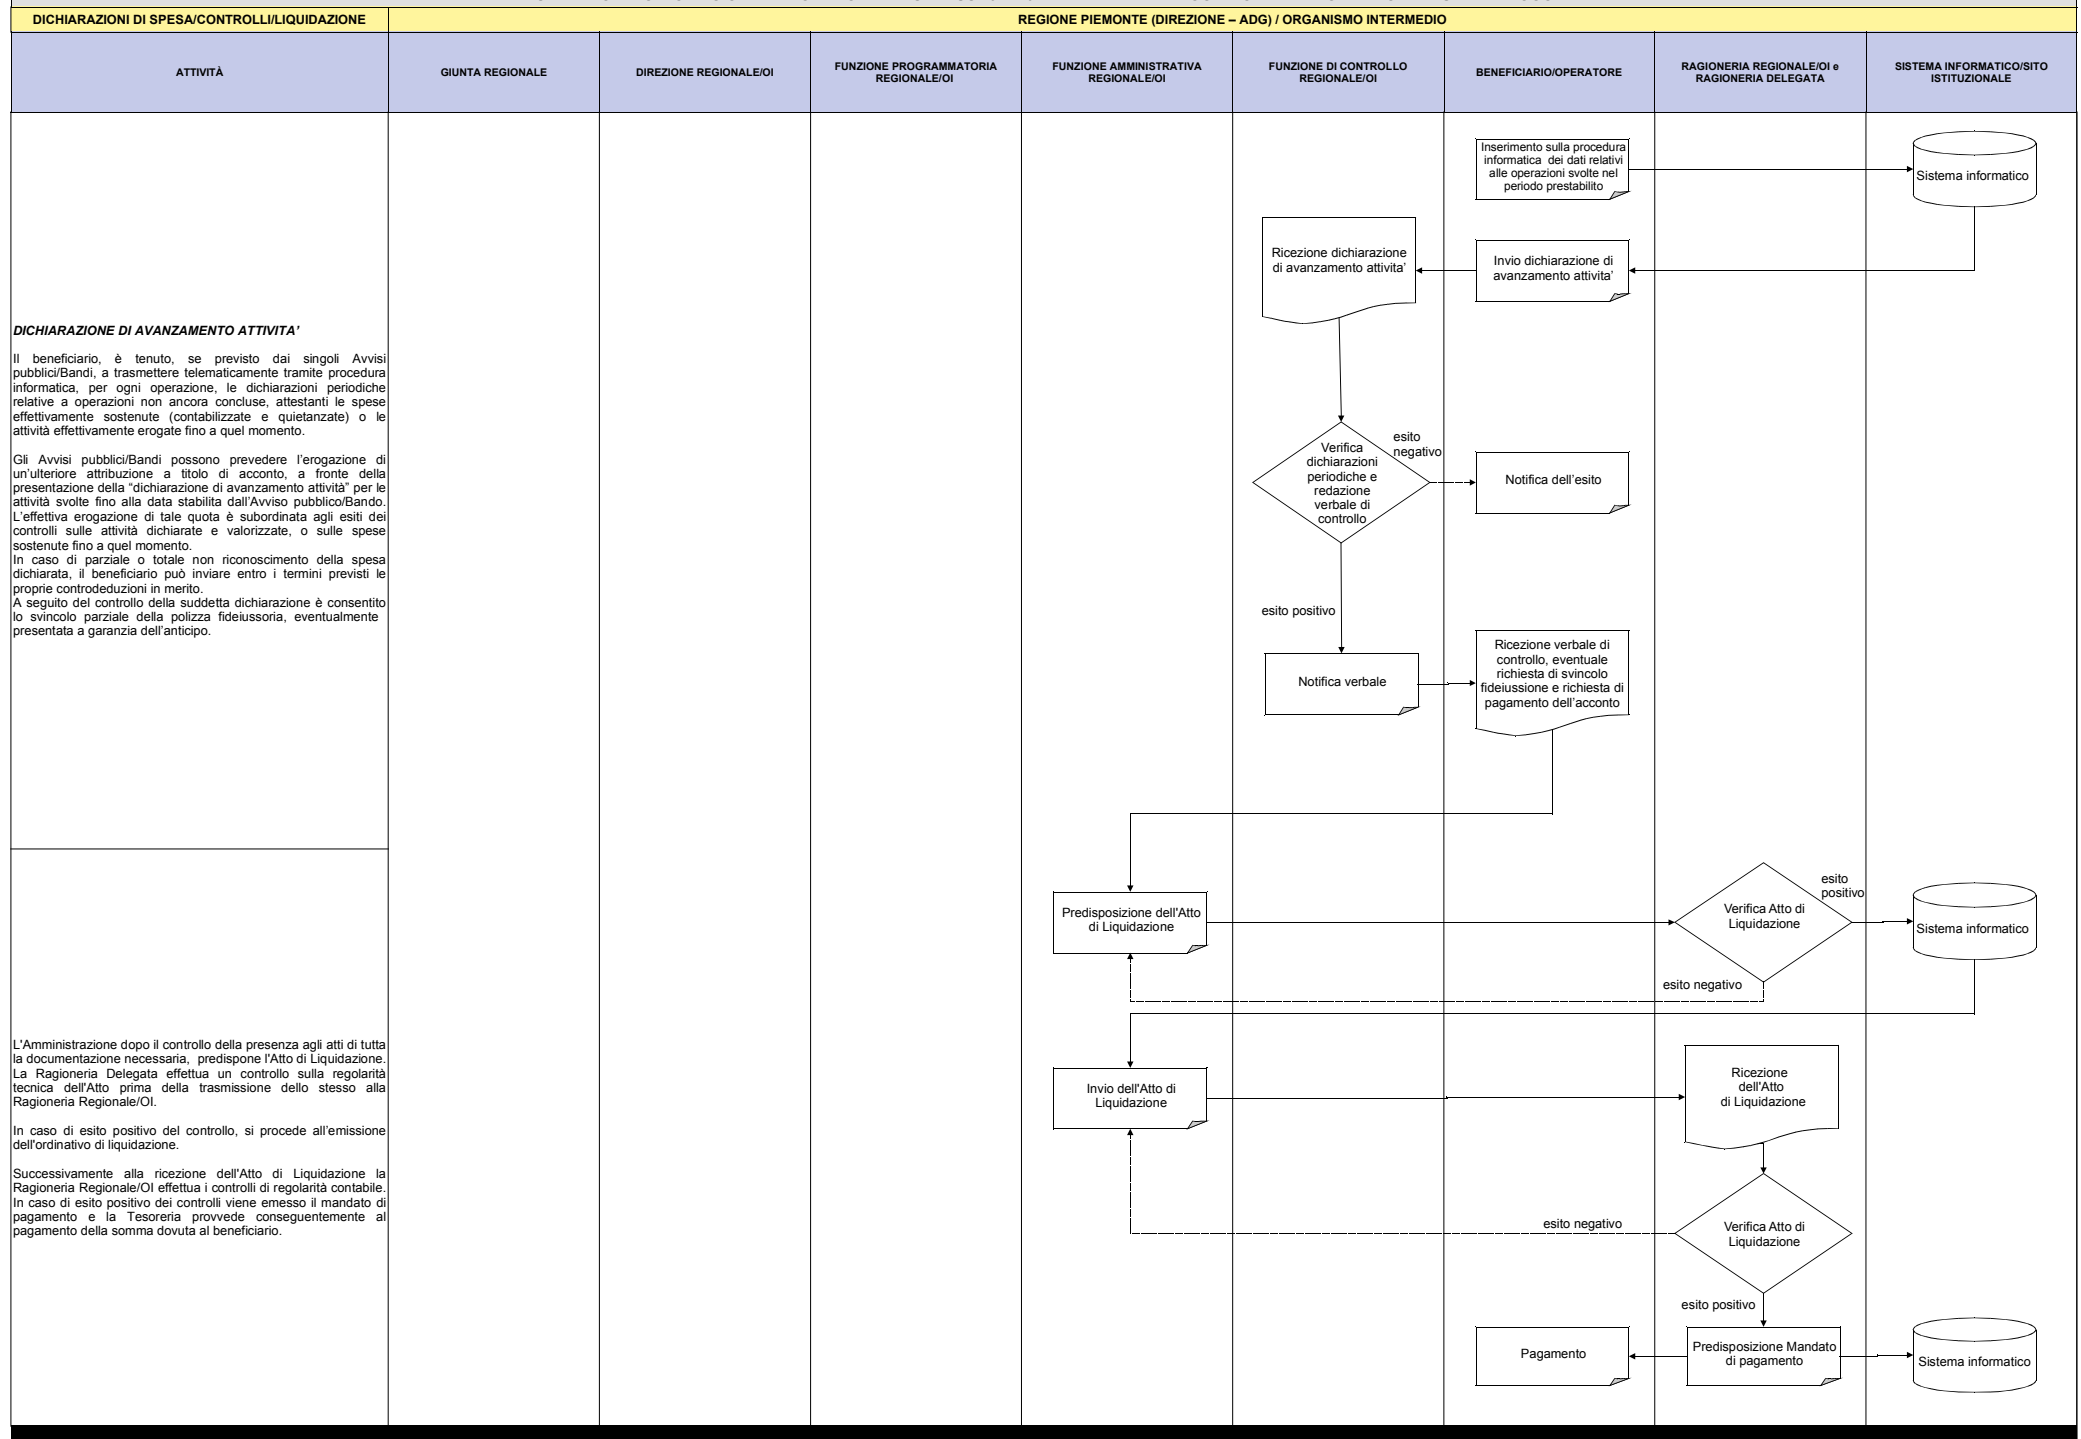 DICHIARAZIONI DI SPESA/CONTROLLI/LIQUIDAZIONE
REGIONE PIEMONTE (DIREZIONE – ADG) / ORGANISMO INTERMEDIO
ATTIVITÀ
GIUNTA REGIONALE
DIREZIONE REGIONALE/OI
FUNZIONE PROGRAMMATORIA
REGIONALE/OI
FUNZIONE AMMINISTRATIVA
REGIONALE/OI
FUNZIONE DI CONTROLLO
REGIONALE/OI
BENEFICIARIO/OPERATORE
RAGIONERIA REGIONALE/OI e
RAGIONERIA DELEGATA
SISTEMA INFORMATICO/SITO
ISTITUZIONALE
Inserimento sulla procedura
informatica dei dati relativi
alle operazioni svolte nel
periodo prestabilito
Sistema informatico
Ricezione dichiarazione
di avanzamento attivita’
Invio dichiarazione di
avanzamento attivita’
DICHIARAZIONE DI AVANZAMENTO ATTIVITA’
Il beneficiario, è tenuto, se previsto dai singoli Avvisi
pubblici/Bandi, a trasmettere telematicamente tramite procedura
informatica, per ogni operazione, le dichiarazioni periodiche
relative a operazioni non ancora concluse, attestanti le spese
effettivamente sostenute (contabilizzate e quietanzate) o le
attività effettivamente erogate fino a quel momento.
Gli Avvisi pubblici/Bandi possono prevedere l’erogazione di
un’ulteriore attribuzione a titolo di acconto, a fronte della
presentazione della “dichiarazione di avanzamento attività” per le
attività svolte fino alla data stabilita dall’Avviso pubblico/Bando.
L’effettiva erogazione di tale quota è subordinata agli esiti dei
controlli sulle attività dichiarate e valorizzate, o sulle spese
sostenute fino a quel momento.
In caso di parziale o totale non riconoscimento della spesa
dichiarata, il beneficiario può inviare entro i termini previsti le
proprie controdeduzioni in merito.
A seguito del controllo della suddetta dichiarazione è consentito
lo svincolo parziale della polizza fideiussoria, eventualmente
presentata a garanzia dell’anticipo.
Verifica
dichiarazioni
periodiche e
redazione
verbale di
controllo
esito
negativo
Notifica dell’esito
esito positivo
Notifica verbale
Ricezione verbale di
controllo, eventuale
richiesta di svincolo
fideiussione e richiesta di
pagamento dell’acconto
Predisposizione dell'Atto
di Liquidazione
Verifica Atto di
Liquidazione
esito
positivo
Sistema informatico
esito negativo
L'Amministrazione dopo il controllo della presenza agli atti di tutta
la documentazione necessaria, predispone l'Atto di Liquidazione.
La Ragioneria Delegata effettua un controllo sulla regolarità
tecnica dell'Atto prima della trasmissione dello stesso alla
Ragioneria Regionale/OI.
In caso di esito positivo del controllo, si procede all’emissione
dell'ordinativo di liquidazione.
Successivamente alla ricezione dell'Atto di Liquidazione la
Ragioneria Regionale/OI effettua i controlli di regolarità contabile.
In caso di esito positivo dei controlli viene emesso il mandato di
pagamento e la Tesoreria provvede conseguentemente al
pagamento della somma dovuta al beneficiario.
Invio dell'Atto di
Liquidazione
Ricezione
dell'Atto
di Liquidazione
esito negativo
Verifica Atto di
Liquidazione
esito positivo
Pagamento
Predisposizione Mandato
di pagamento
Sistema informatico